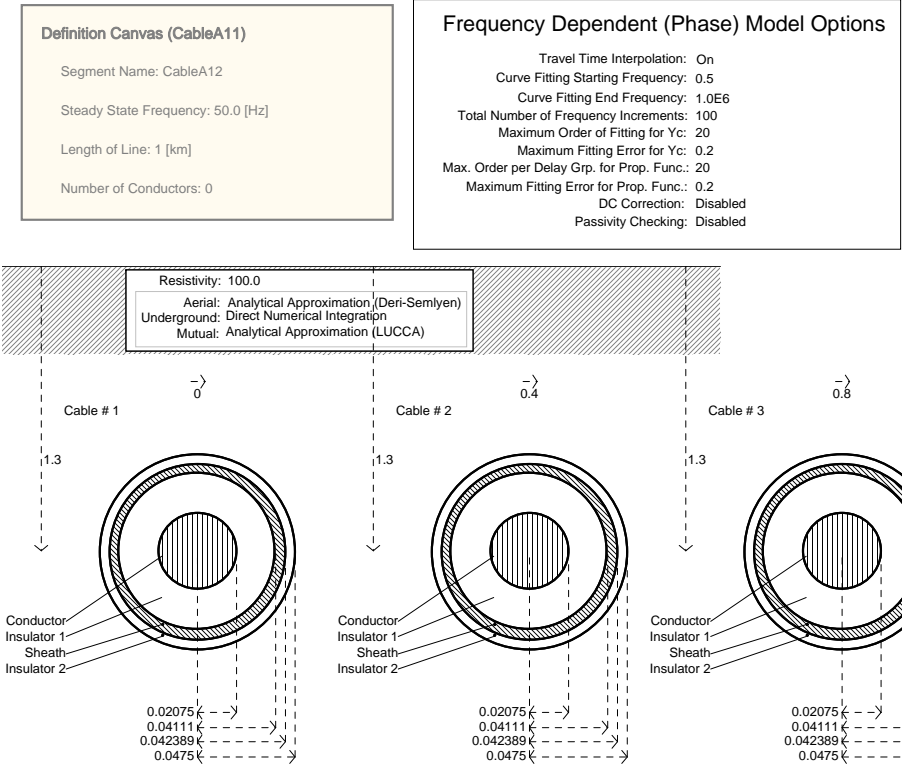 Definition Canvas (CableA11)
Segment Name: CableA12
Steady State Frequency: 50.0 [Hz]
Length of Line: 1 [km]
Number of Conductors: 0
Frequency Dependent (Phase) Model Options
Travel Time Interpolation: On
Curve Fitting Starting Frequency: 0.5
Curve Fitting End Frequency: 1.0E6
Total Number of Frequency Increments: 100
Maximum Order of Fitting for Yc: 20
Maximum Fitting Error for Yc: 0.2
Max. Order per Delay Grp. for Prop. Func.: 20
Maximum Fitting Error for Prop. Func.: 0.2
DC Correction: Disabled
Passivity Checking: Disabled
Resistivity: 100.0
Aerial: Analytical Approximation (Deri-Semlyen)
Underground: Direct Numerical Integration
Mutual: Analytical Approximation (LUCCA)
0
Cable # 1
1.3
Conductor
Insulator 1
Sheath
Insulator 2
0.02075
0.04111
0.042389
0.0475
0.4
Cable # 2
1.3
Conductor
Insulator 1
Sheath
Insulator 2
0.02075
0.04111
0.042389
0.0475
0.8
Cable # 3
1.3
Conductor
Insulator 1
Sheath
Insulator 2
0.02075
0.04111
0.042389
0.0475